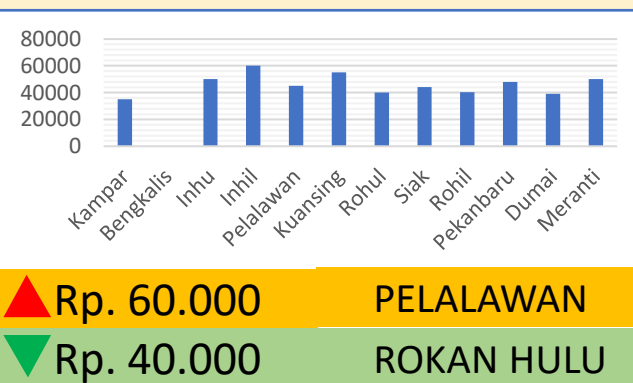 80000
60000
40000
20000
0
Kampar
Bengkalis
Inhu
Inhil
Pelalawan
Kuansing
Rohul
Siak
Rohil
Pekanbaru
Dumai
Meranti
Rp. 60.000 PELALAWAN
Rp. 40.000 ROKAN HULU